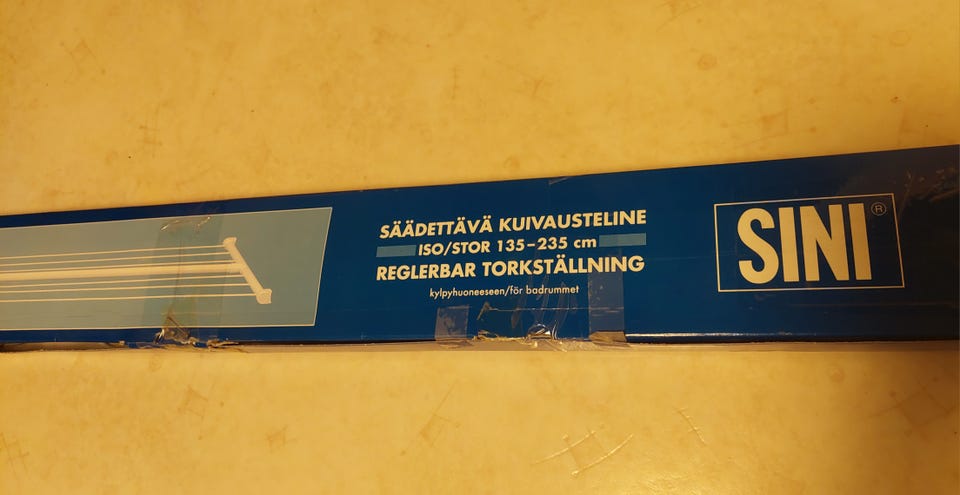 SÄÄDETTÄVÄ KUIVAUSTELINE
ISO/STOR 135–235 cm
REGLERBAR TORKSTÄLLNING
kylpyhuoneeseen/för badrummet
SINI®